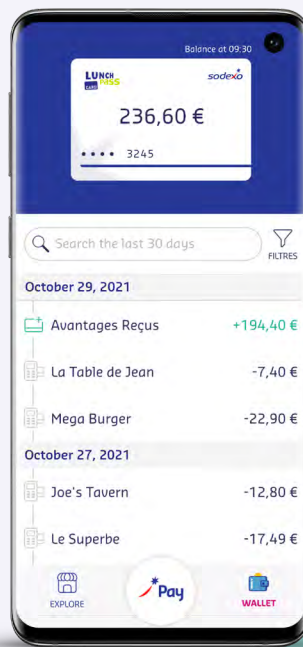 Balance at 09:30
LUNCH
CARD PASS
sodexo
236,60 €
•••• 3245
Search the last 30 days
FILTRES
October 29, 2021
Avantages Reçus +194,40 €
La Table de Jean -7,40 €
Mega Burger -22,90 €
October 27, 2021
Joe's Tavern -12,80 €
Le Superbe -17,49 €
EXPLORE
Pay
WALLET